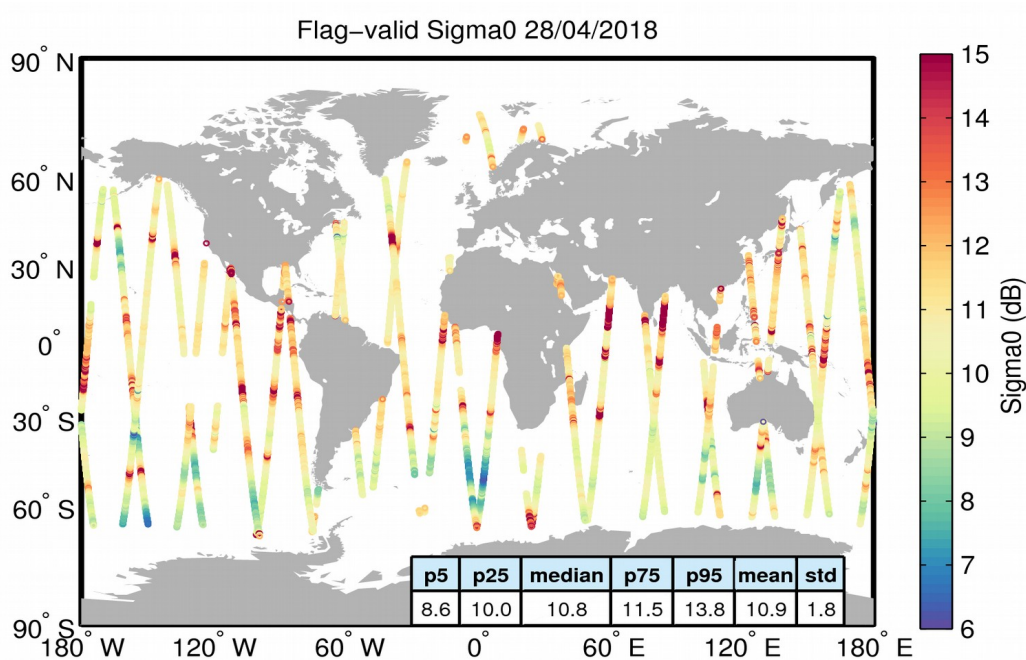 Flag−valid Sigma0 28/04/2018
90° N
60° N
30° N
0°
30° S
60° S
90° S
180° W
120° W
60° W
0°
60° E
120° E
180° E
15
14
13
12
11
10
9
8
7
6
Sigma0 (dB)
p5 p25 median p75 p95 mean std
8.6 10.0 10.8 11.5 13.8 10.9 1.8